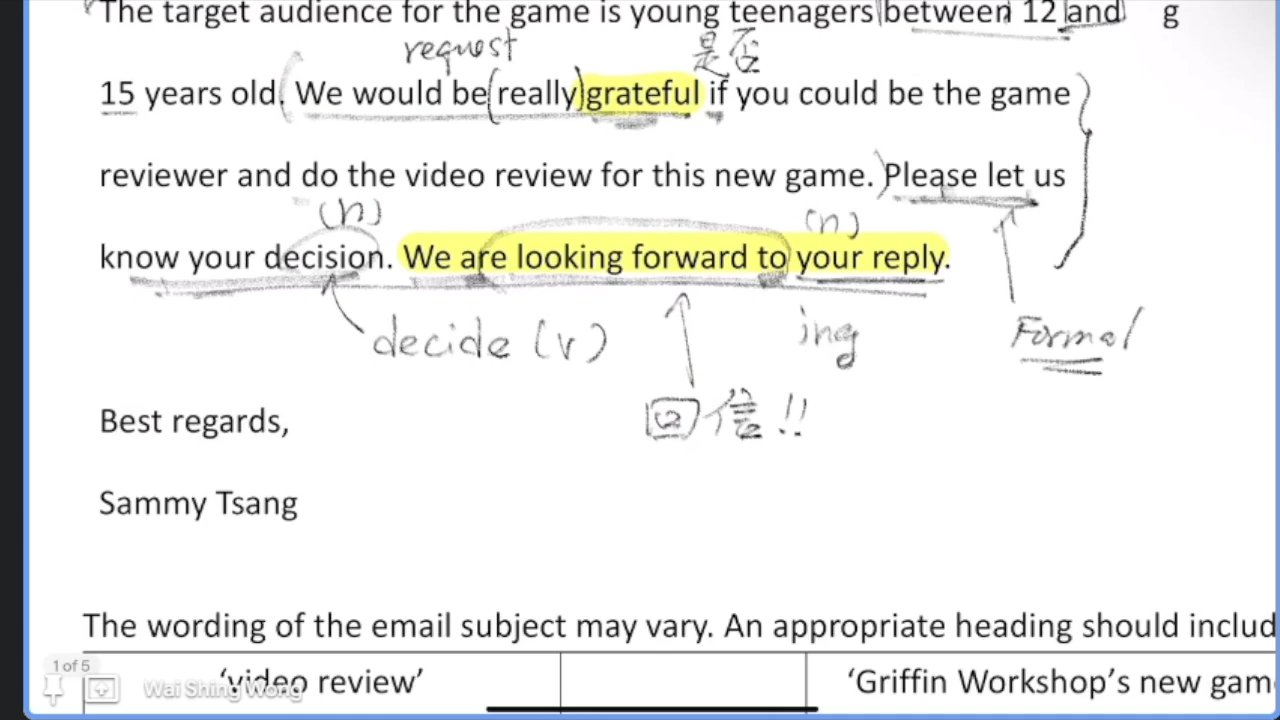 The target audience for the game is young teenagers between 12 and g
request 是否
15 years old. We would be (really) grateful if you could be the game
reviewer and do the video review for this new game. Please let us
(n) (n)
know your decision. We are looking forward to your reply.
decide (v) ing Formal
回信!!
Best regards,
Sammy Tsang
The wording of the email subject may vary. An appropriate heading should includ
1 of 5
'video review' 'Griffin Workshop's new gam
Wai Shing Wong